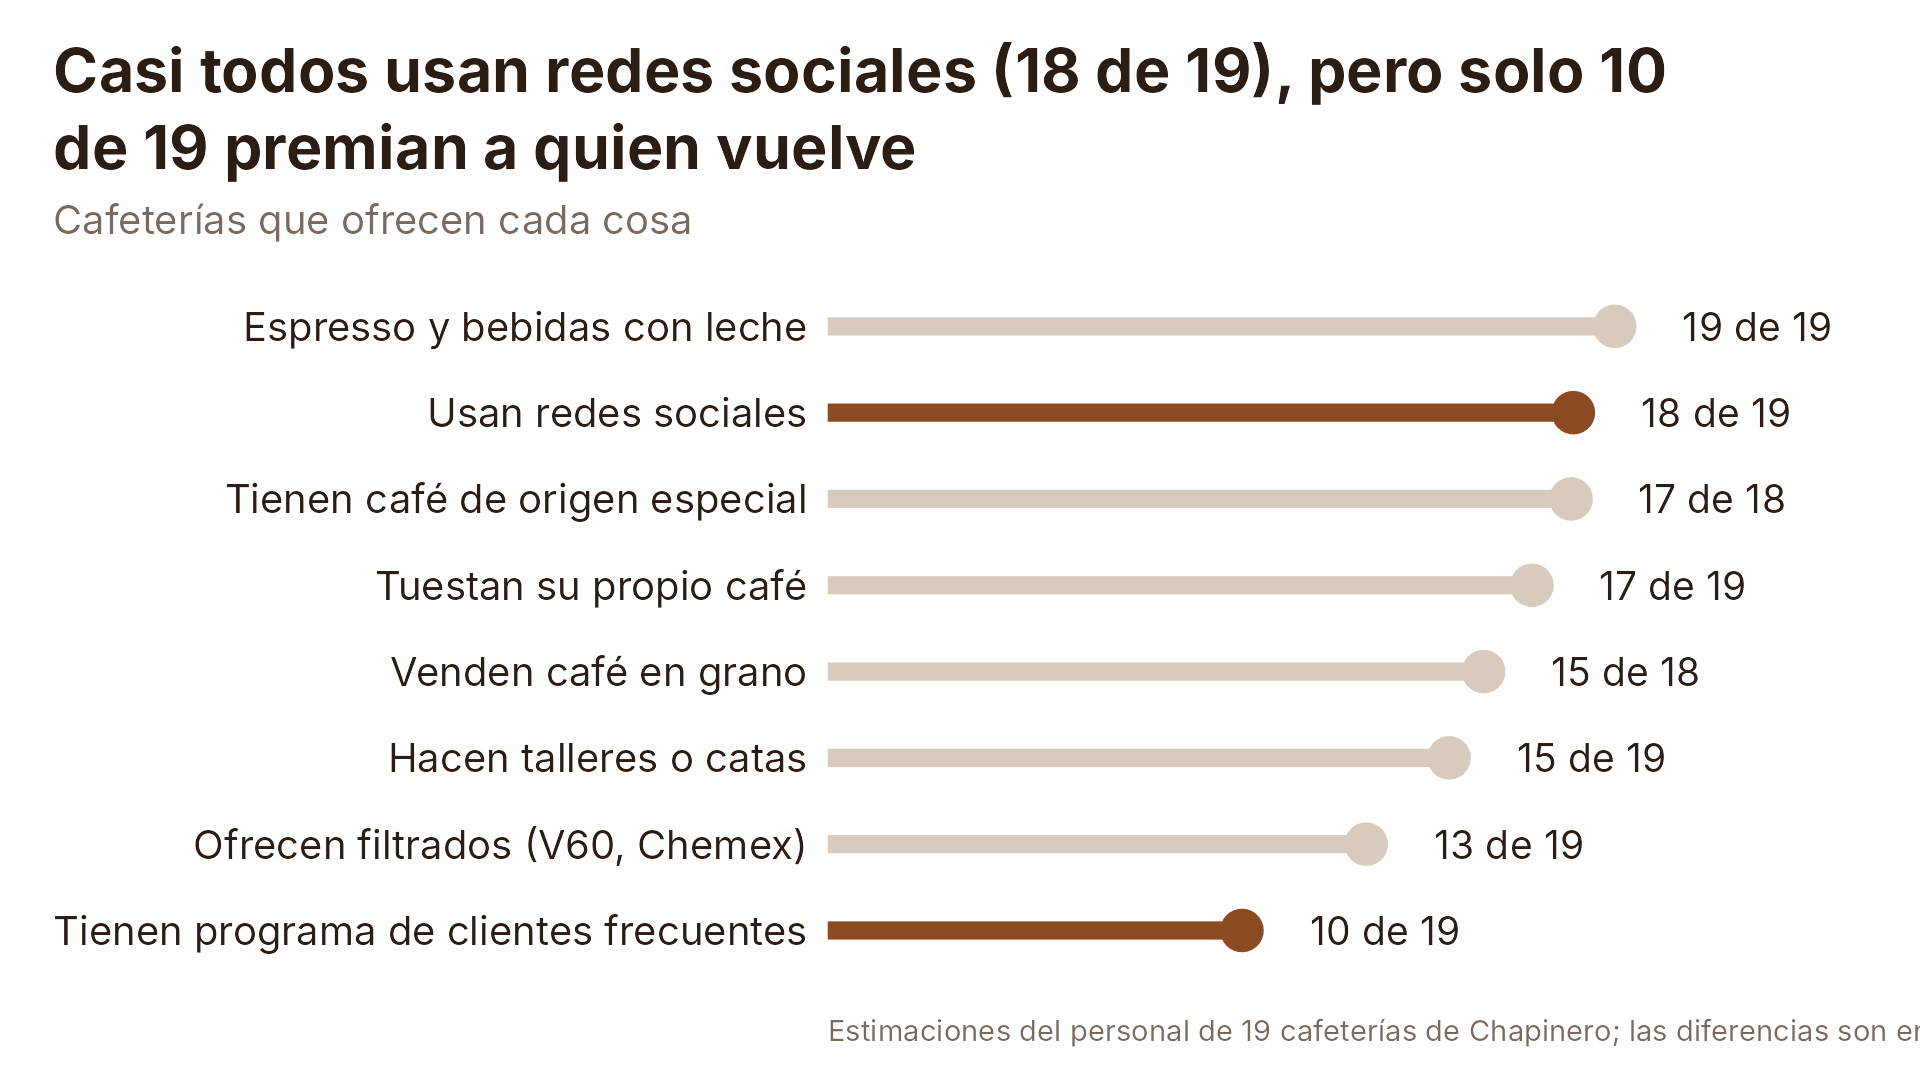 Casi todos usan redes sociales (18 de 19), pero solo 10
de 19 premian a quien vuelve
Cafeterías que ofrecen cada cosa
Espresso y bebidas con leche 19 de 19
Usan redes sociales 18 de 19
Tienen café de origen especial 17 de 18
Tuestan su propio café 17 de 19
Venden café en grano 15 de 18
Hacen talleres o catas 15 de 19
Ofrecen filtrados (V60, Chemex) 13 de 19
Tienen programa de clientes frecuentes 10 de 19
Estimaciones del personal de 19 cafeterías de Chapinero; las diferencias son